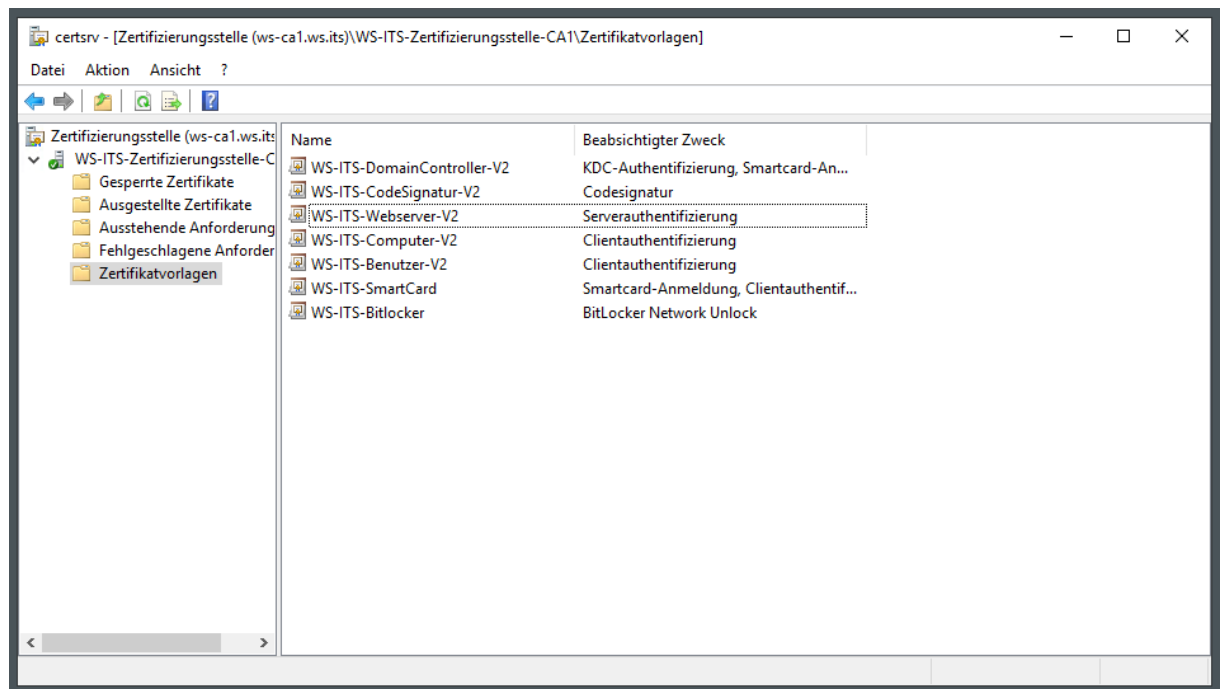 certsrv - [Zertifizierungsstelle (ws-ca1.ws.its)\WS-ITS-Zertifizierungsstelle-CA1\Zertifikatvorlagen]
Datei Aktion Ansicht ?
Zertifizierungsstelle (ws-ca1.ws.its
WS-ITS-Zertifizierungsstelle-C
Gesperrte Zertifikate
Ausgestellte Zertifikate
Ausstehende Anforderung
Fehlgeschlagene Anforder
Zertifikatvorlagen
Name Beabsichtigter Zweck
WS-ITS-DomainController-V2 KDC-Authentifizierung, Smartcard-An...
WS-ITS-CodeSignatur-V2 Codesignatur
WS-ITS-Webserver-V2 Serverauthentifizierung
WS-ITS-Computer-V2 Clientauthentifizierung
WS-ITS-Benutzer-V2 Clientauthentifizierung
WS-ITS-SmartCard Smartcard-Anmeldung, Clientauthentif...
WS-ITS-Bitlocker BitLocker Network Unlock